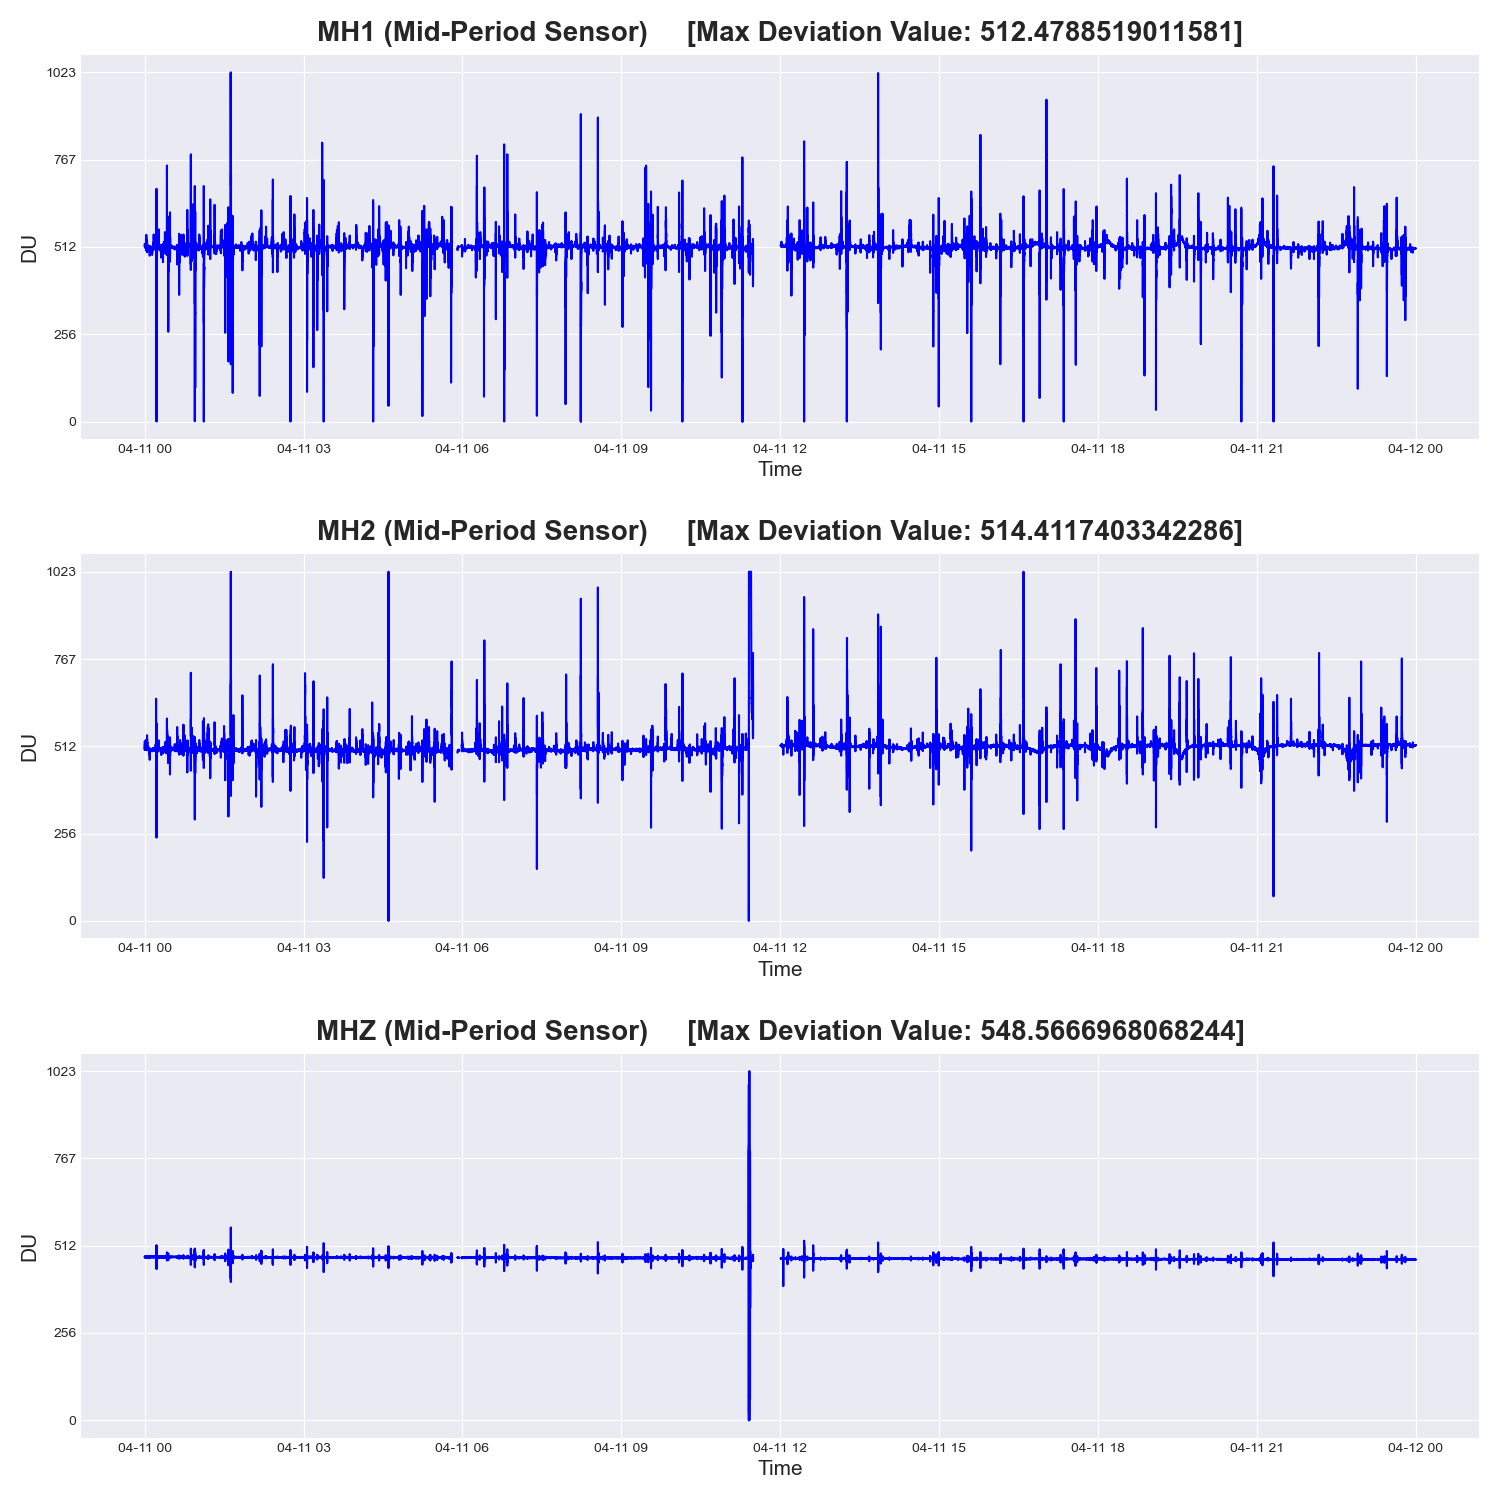 MH1 (Mid-Period Sensor) [Max Deviation Value: 512.4788519011581]
1023
767
512
256
0
DU
04-11 00 04-11 03 04-11 06 04-11 09 04-11 12 04-11 15 04-11 18 04-11 21 04-12 00
Time
MH2 (Mid-Period Sensor) [Max Deviation Value: 514.4117403342286]
1023
767
512
256
0
DU
04-11 00 04-11 03 04-11 06 04-11 09 04-11 12 04-11 15 04-11 18 04-11 21 04-12 00
Time
MHZ (Mid-Period Sensor) [Max Deviation Value: 548.5666968068244]
1023
767
512
256
0
DU
04-11 00 04-11 03 04-11 06 04-11 09 04-11 12 04-11 15 04-11 18 04-11 21 04-12 00
Time